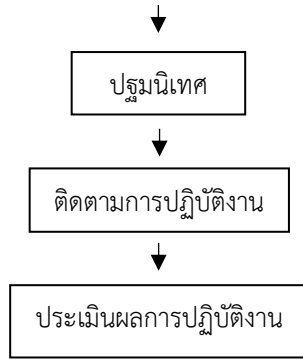 ปฐมนิเทศ
ติดตามการปฏิบัติงาน
ประเมินผลการปฏิบัติงาน